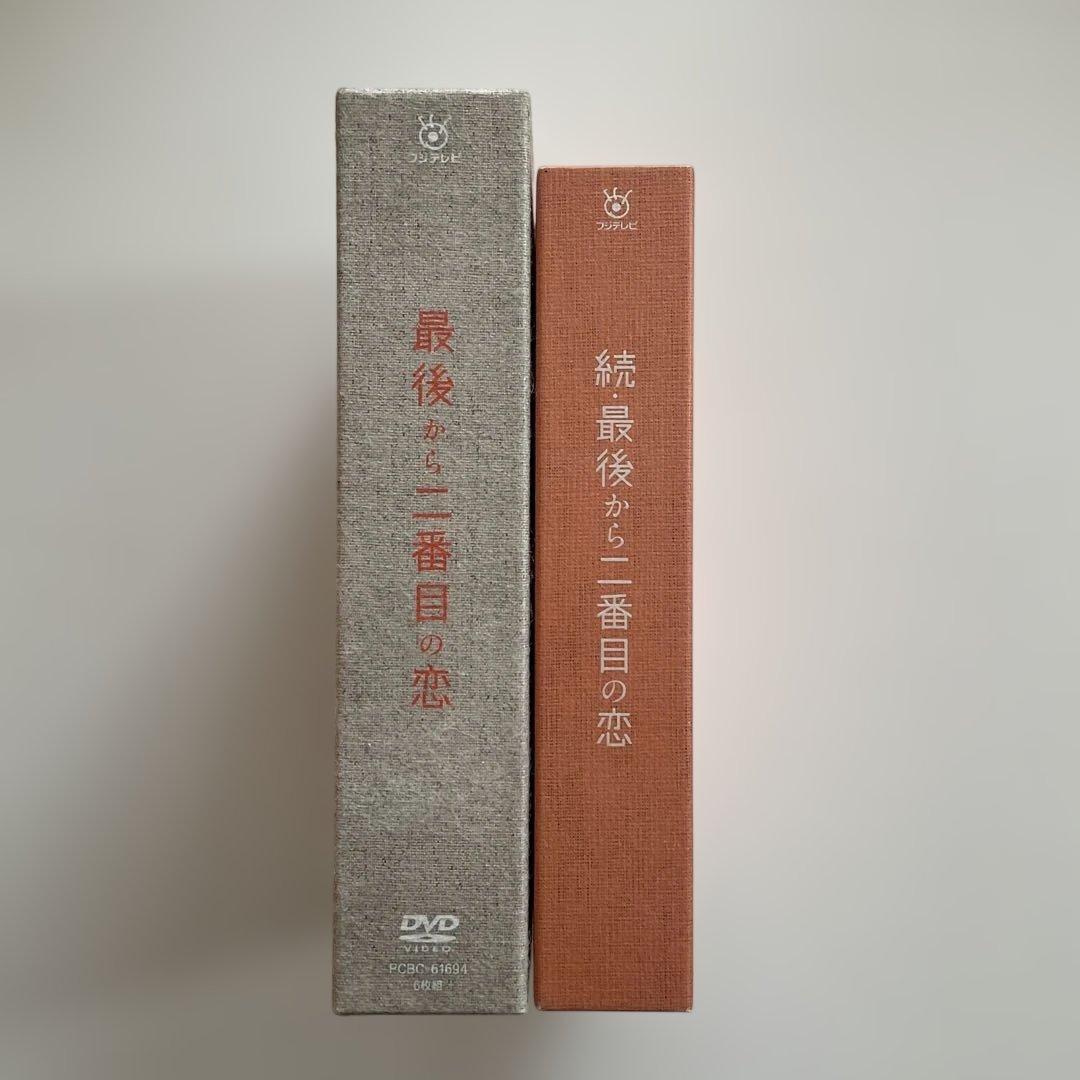 フジテレビ
最後から二番目の恋
DVD
VIDEO
PCBC-61694
6枚組
フジテレビ
続・最後から二番目の恋